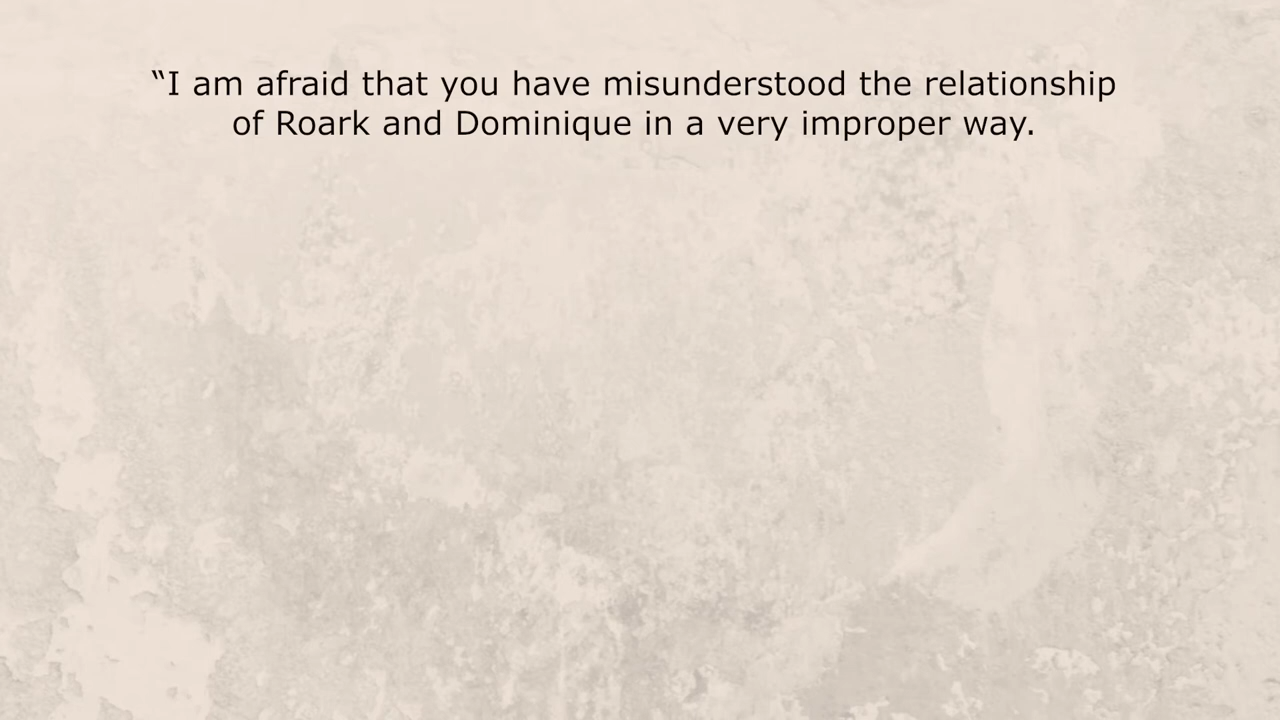 “I am afraid that you have misunderstood the relationship
of Roark and Dominique in a very improper way.